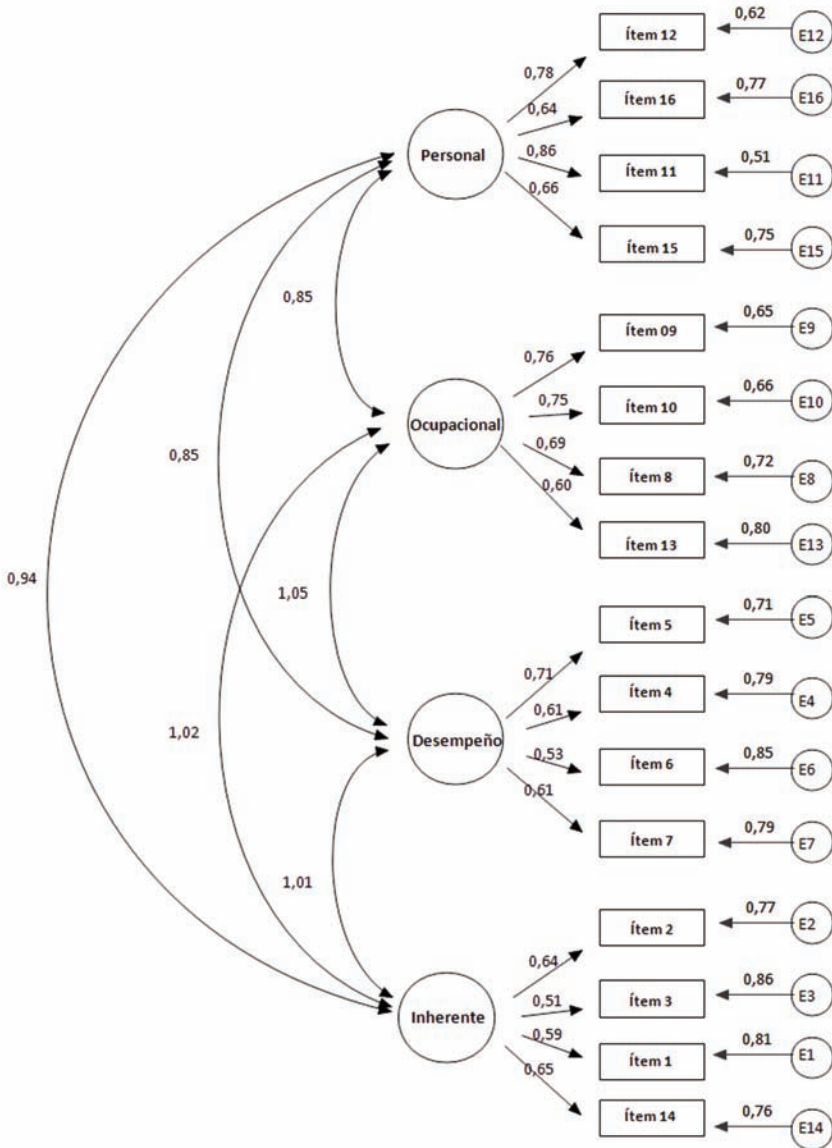 0,62
Ítem 12
E12
0,78
0,77
Ítem 16
E16
0,64
Personal
0,86
0,51
Ítem 11
E11
0,66
0,75
Ítem 15
E15
0,85
0,65
Ítem 09
E9
0,76
0,66
0,75
Ítem 10
E10
Ocupacional
0,69
0,72
Ítem 8
E8
0,60
0,80
Ítem 13
E13
0,85
0,94
1,05
0,71
Ítem 5
E5
0,71
0,79
Ítem 4
E4
0,61
Desempeño
0,53
0,85
Ítem 6
E6
0,61
0,79
Ítem 7
E7
1,02
1,01
0,77
Ítem 2
E2
0,64
0,86
0,51
Ítem 3
E3
Inherente
0,59
0,81
Ítem 1
E1
0,65
0,76
Ítem 14
E14